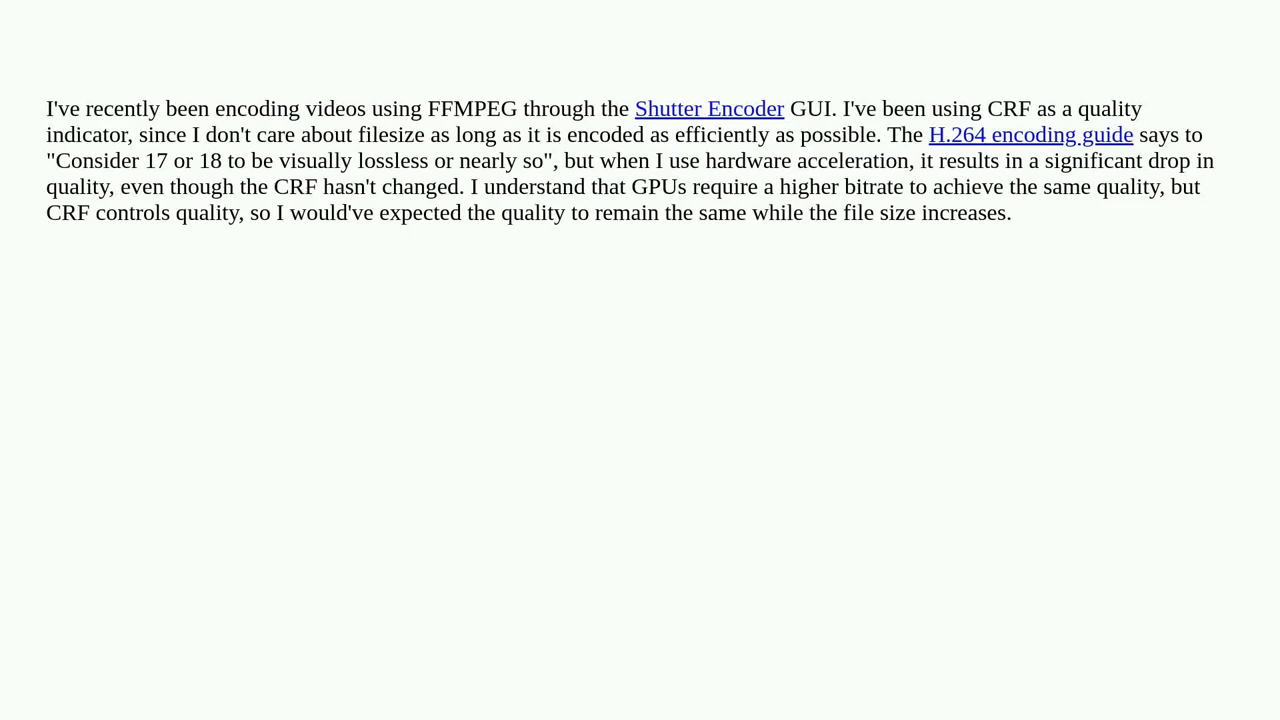 I've recently been encoding videos using FFMPEG through the Shutter Encoder GUI. I've been using CRF as a quality
indicator, since I don't care about filesize as long as it is encoded as efficiently as possible. The H.264 encoding guide says to
"Consider 17 or 18 to be visually lossless or nearly so", but when I use hardware acceleration, it results in a significant drop in
quality, even though the CRF hasn't changed. I understand that GPUs require a higher bitrate to achieve the same quality, but
CRF controls quality, so I would've expected the quality to remain the same while the file size increases.